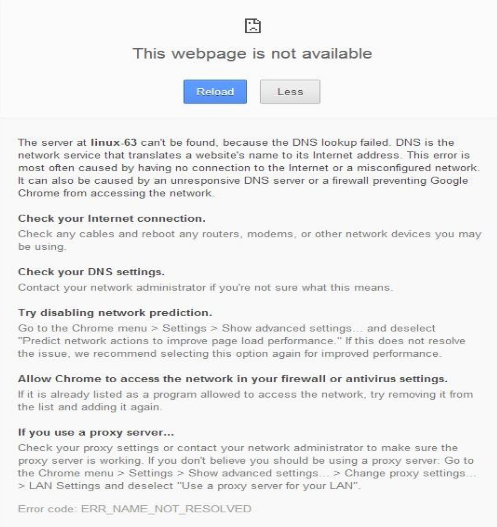 This webpage is not available
Reload Less
The server at linux-63 can't be found, because the DNS lookup failed. DNS is the
network service that translates a website's name to its Internet address. This error is
most often caused by having no connection to the Internet or a misconfigured network.
It can also be caused by an unresponsive DNS server or a firewall preventing Google
Chrome from accessing the network.
Check your Internet connection.
Check any cables and reboot any routers, modems, or other network devices you may
be using.
Check your DNS settings.
Contact your network administrator if you're not sure what this means.
Try disabling network prediction.
Go to the Chrome menu > Settings > Show advanced settings... and deselect
"Predict network actions to improve page load performance." If this does not resolve
the issue, we recommend selecting this option again for improved performance.
Allow Chrome to access the network in your firewall or antivirus settings.
If it is already listed as a program allowed to access the network, try removing it from
the list and adding it again.
If you use a proxy server...
Check your proxy settings or contact your network administrator to make sure the
proxy server is working. If you don't believe you should be using a proxy server: Go to
the Chrome menu > Settings > Show advanced settings... > Change proxy settings...
> LAN Settings and deselect "Use a proxy server for your LAN".
Error code: ERR_NAME_NOT_RESOLVED